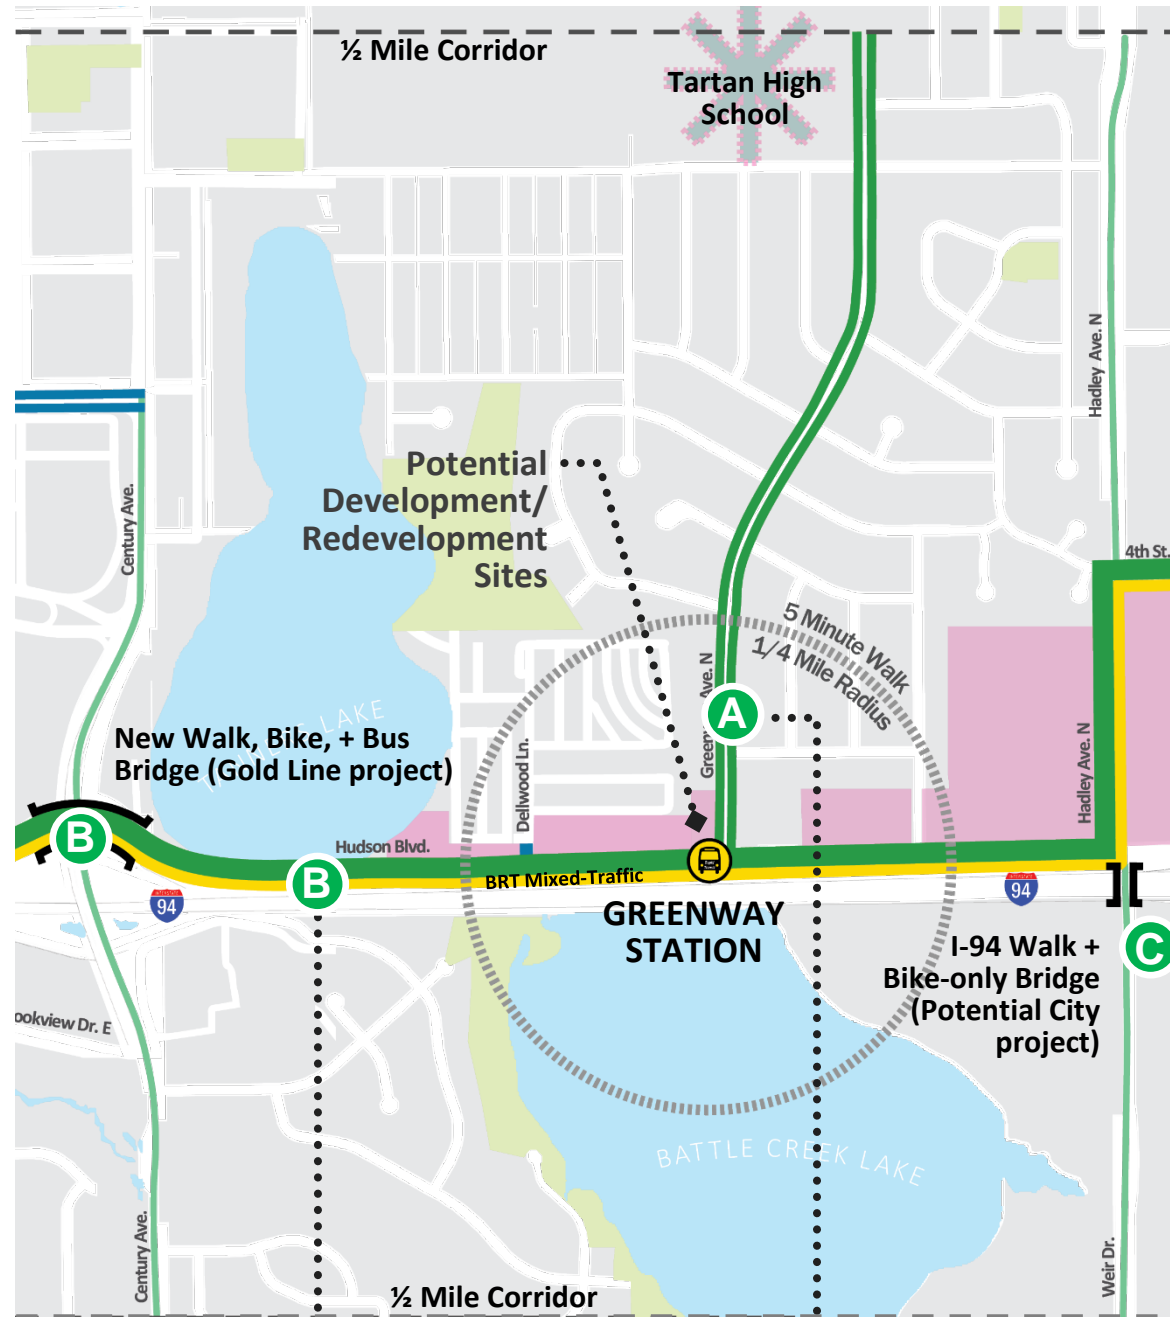 ½ Mile Corridor
Tartan High
School
Hadley Ave. N
Century Ave.
Potential
Development/
Redevelopment
Sites
4th St.
5 Minute Walk
1/4 Mile Radius
Ave. N
A
New Walk, Bike, + Bus
Bridge (Gold Line project)
LAKE
Dellwood Ln.
Hadley Ave. N
B
Hudson Blvd.
B
BRT Mixed-Traffic
94
94
GREENWAY
STATION
I-94 Walk +
Bike-only Bridge
(Potential City
project)
C
ookview Dr. E
BATTLE CREEK LAKE
Century Ave.
Weir Dr.
½ Mile Corridor